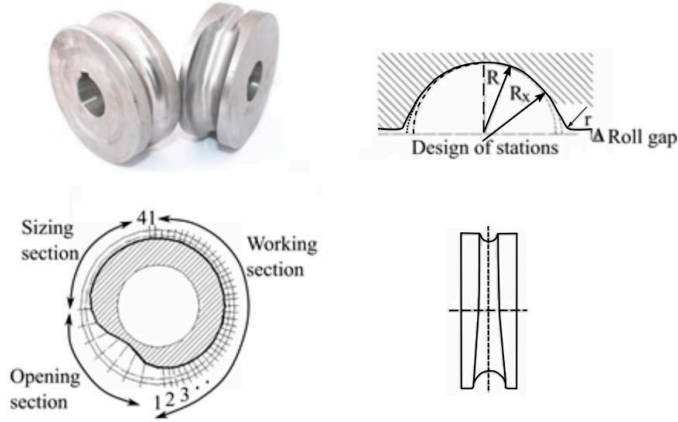 R
Rx
r
Δ Roll gap
Design of stations
41
Sizing
section
Working
section
Opening
section
1 2 3 · ·